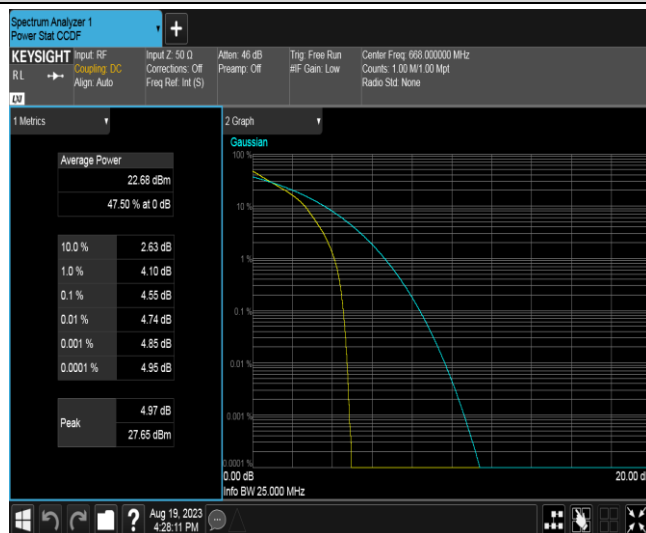 Spectrum Analyzer 1
Power Stat CCDF
+
KEYSIGHT
RL
LXI
Input: RF
Coupling: DC
Align: Auto
Input Z: 50 Ω
Corrections: Off
Freq Ref: Int (S)
Atten: 46 dB
Preamp: Off
Trig: Free Run
#IF Gain: Low
Center Freq: 668.000000 MHz
Counts: 1.00 M/1.00 Mpt
Radio Std: None
1 Metrics
Average Power
22.68 dBm
47.50 % at 0 dB
10.0 % 2.63 dB
1.0 % 4.10 dB
0.1 % 4.55 dB
0.01 % 4.74 dB
0.001 % 4.85 dB
0.0001 % 4.95 dB
Peak
4.97 dB
27.65 dBm
2 Graph
Gaussian
100 %
10 %
1 %
0.1 %
0.01 %
0.001 %
0.0001 %
0.00 dB
20.00 d
Info BW 25.000 MHz
?
Aug 19, 2023
4:28:11 PM